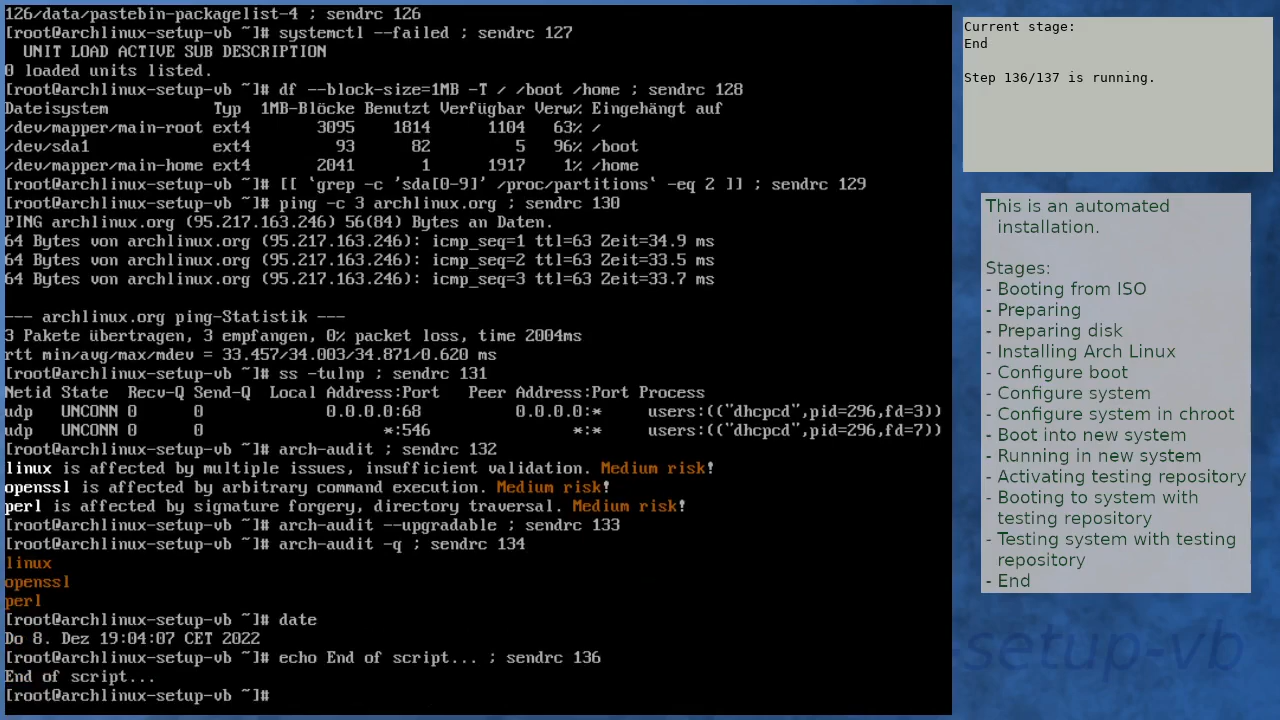 126/data/pastebin-packagelist-4 ; sendrc 126
[root@archlinux-setup-vb ~]# systemctl --failed ; sendrc 127
  UNIT LOAD ACTIVE SUB DESCRIPTION
0 loaded units listed.
[root@archlinux-setup-vb ~]# df --block-size=1MB -T / /boot /home ; sendrc 128
Dateisystem           Typ  1MB-Blöcke Benutzt Verfügbar Verw% Eingehängt auf
/dev/mapper/main-root ext4       3095    1814      1104   63% /
/dev/sda1             ext4         93      82         5   96% /boot
/dev/mapper/main-home ext4       2041       1      1917    1% /home
[root@archlinux-setup-vb ~]# [[ `grep -c 'sda[0-9]' /proc/partitions` -eq 2 ]] ; sendrc 129
[root@archlinux-setup-vb ~]# ping -c 3 archlinux.org ; sendrc 130
PING archlinux.org (95.217.163.246) 56(84) Bytes an Daten.
64 Bytes von archlinux.org (95.217.163.246): icmp_seq=1 ttl=63 Zeit=34.9 ms
64 Bytes von archlinux.org (95.217.163.246): icmp_seq=2 ttl=63 Zeit=33.5 ms
64 Bytes von archlinux.org (95.217.163.246): icmp_seq=3 ttl=63 Zeit=33.7 ms
--- archlinux.org ping-Statistik ---
3 Pakete übertragen, 3 empfangen, 0% packet loss, time 2004ms
rtt min/avg/max/mdev = 33.457/34.003/34.871/0.620 ms
[root@archlinux-setup-vb ~]# ss -tulnp ; sendrc 131
Netid State  Recv-Q Send-Q  Local Address:Port   Peer Address:Port Process
udp   UNCONN 0      0             0.0.0.0:68          0.0.0.0:*     users:(("dhcpcd",pid=296,fd=3))
udp   UNCONN 0      0                   *:546               *:*     users:(("dhcpcd",pid=296,fd=7))
[root@archlinux-setup-vb ~]# arch-audit ; sendrc 132
linux is affected by multiple issues, insufficient validation. Medium risk!
openssl is affected by arbitrary command execution. Medium risk!
perl is affected by signature forgery, directory traversal. Medium risk!
[root@archlinux-setup-vb ~]# arch-audit --upgradable ; sendrc 133
[root@archlinux-setup-vb ~]# arch-audit -q ; sendrc 134
linux
openssl
perl
[root@archlinux-setup-vb ~]# date
Do 8. Dez 19:04:07 CET 2022
[root@archlinux-setup-vb ~]# echo End of script... ; sendrc 136
End of script...
[root@archlinux-setup-vb ~]#
Current stage:
End
Step 136/137 is running.
This is an automated
installation.
Stages:
- Booting from ISO
- Preparing
- Preparing disk
- Installing Arch Linux
- Configure boot
- Configure system
- Configure system in chroot
- Boot into new system
- Running in new system
- Activating testing repository
- Booting to system with
testing repository
- Testing system with testing
repository
- End
-setup-vb